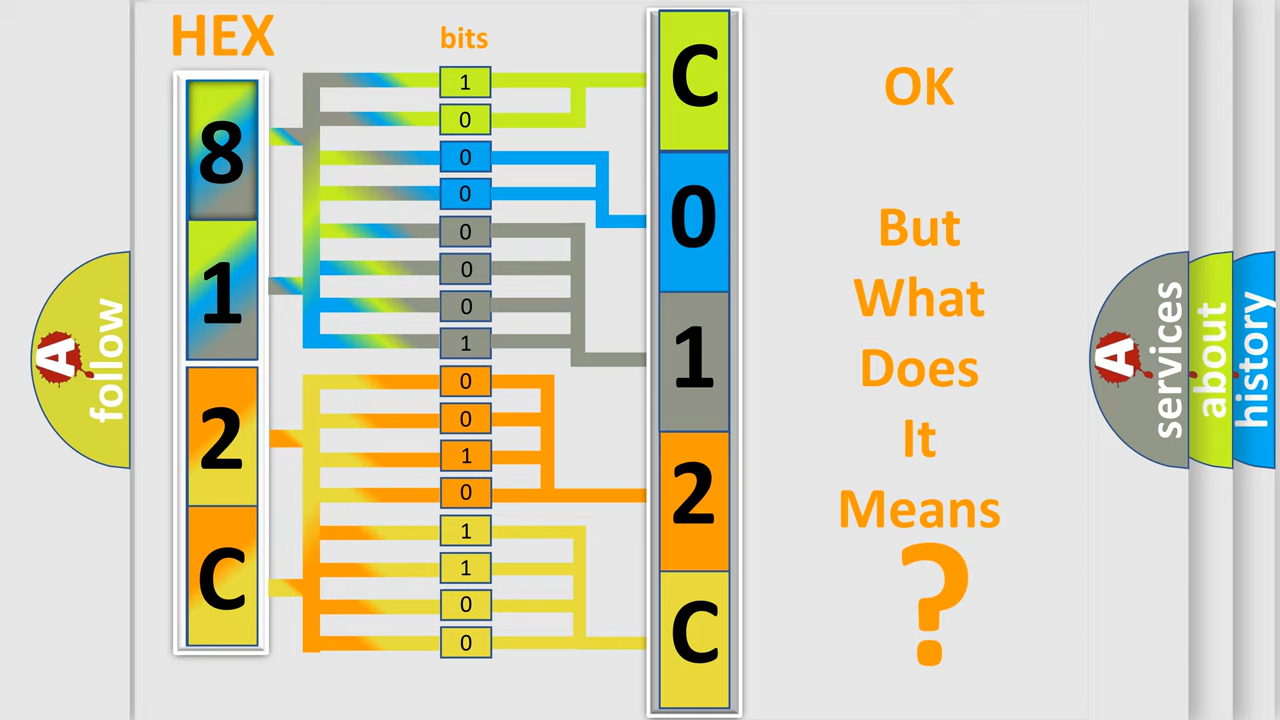 HEX
bits
8
1
2
C
1
0
0
0
0
0
0
1
0
0
1
0
1
1
0
0
C
0
1
2
C
OK
But
What
Does
It
Means
?
A
follow
A
services
about
history